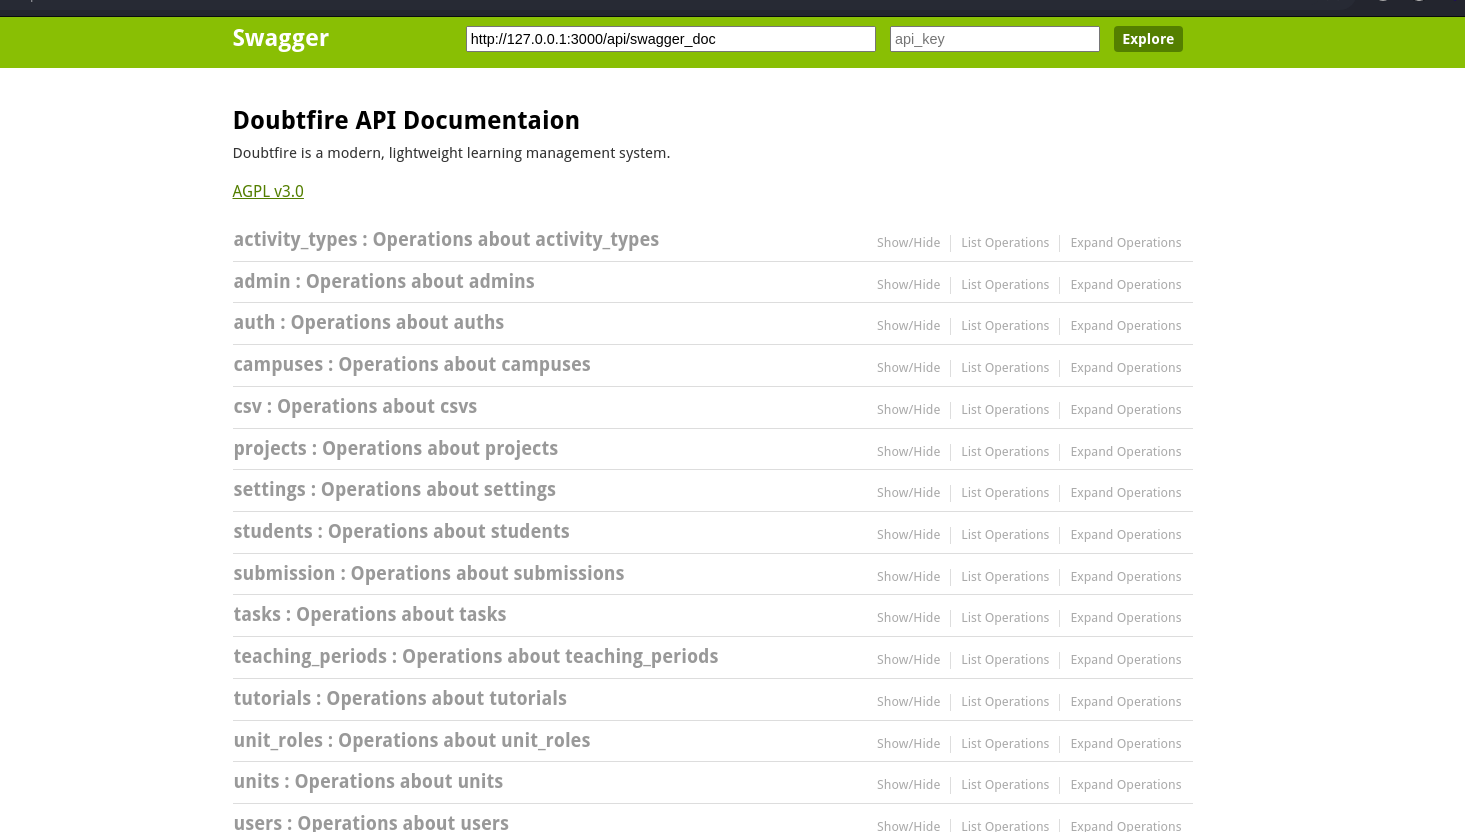 Swagger http://127.0.0.1:3000/api/swagger_doc api_key Explore
Doubtfire API Documentaion
Doubtfire is a modern, lightweight learning management system.
AGPL v3.0
activity_types : Operations about activity_types Show/Hide List Operations Expand Operations
admin : Operations about admins Show/Hide List Operations Expand Operations
auth : Operations about auths Show/Hide List Operations Expand Operations
campuses : Operations about campuses Show/Hide List Operations Expand Operations
csv : Operations about csvs Show/Hide List Operations Expand Operations
projects : Operations about projects Show/Hide List Operations Expand Operations
settings : Operations about settings Show/Hide List Operations Expand Operations
students : Operations about students Show/Hide List Operations Expand Operations
submission : Operations about submissions Show/Hide List Operations Expand Operations
tasks : Operations about tasks Show/Hide List Operations Expand Operations
teaching_periods : Operations about teaching_periods Show/Hide List Operations Expand Operations
tutorials : Operations about tutorials Show/Hide List Operations Expand Operations
unit_roles : Operations about unit_roles Show/Hide List Operations Expand Operations
units : Operations about units Show/Hide List Operations Expand Operations
users : Operations about users Show/Hide List Operations Expand Operations